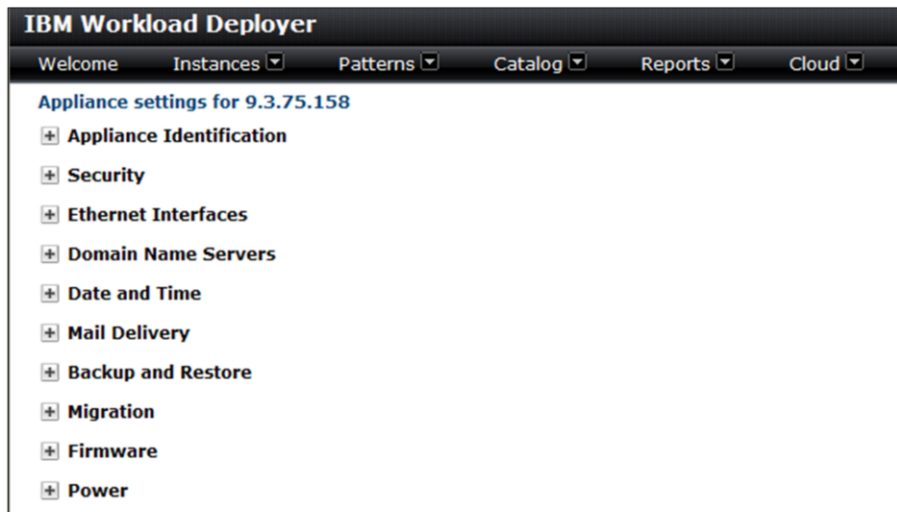 IBM Workload Deployer
Welcome Instances Patterns Catalog Reports Cloud
Appliance settings for 9.3.75.158
Appliance Identification
Security
Ethernet Interfaces
Domain Name Servers
Date and Time
Mail Delivery
Backup and Restore
Migration
Firmware
Power